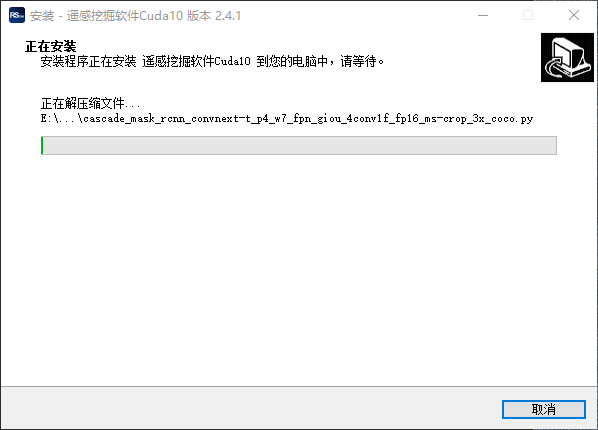 RSDM 安装 - 遥感挖掘软件Cuda10 版本 2.4.1
正在安装
安装程序正在安装 遥感挖掘软件Cuda10 到您的电脑中，请等待。
正在解压缩文件...
E:\...\cascade_mask_rcnn_convnext-t_p4_w7_fpn_giou_4conv1f_fp16_ms-crop_3x_coco.py
取消